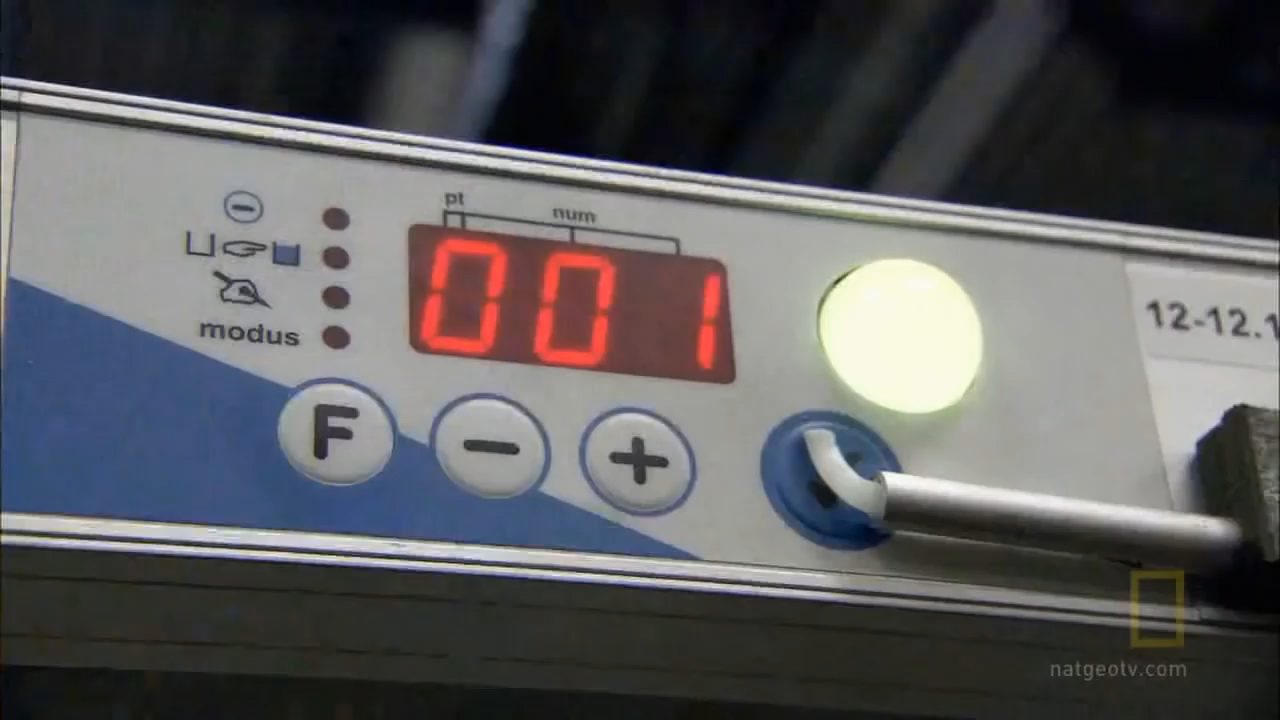 pt
num
001
12-12.1
modus
F
−
+
natgeotv.com